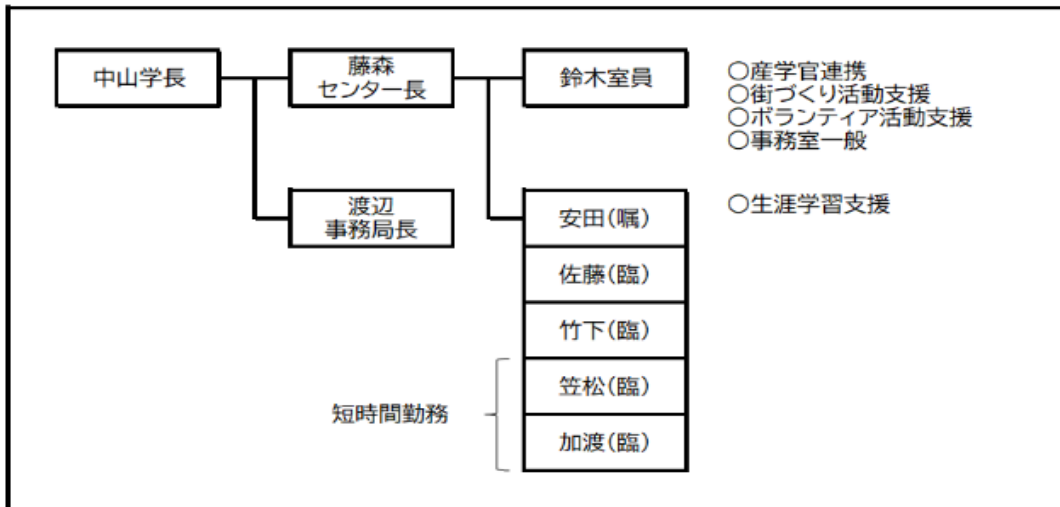 中山学長
藤森
センター長
鈴木室員
○産学官連携
○街づくり活動支援
○ボランティア活動支援
○事務室一般
渡辺
事務局長
安田(嘱)
○生涯学習支援
佐藤(臨)
竹下(臨)
短時間勤務
笠松(臨)
加渡(臨)